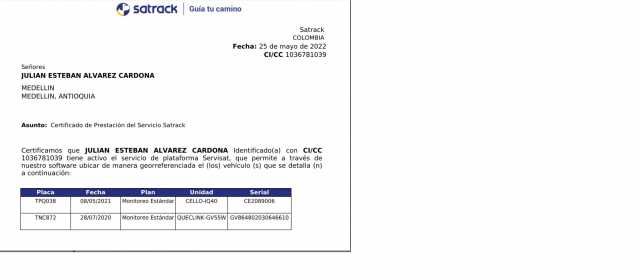 satrack | Guía tu camino
Satrack
COLOMBIA
Fecha: 25 de mayo de 2022
CI/CC 1036781039
Señores
JULIAN ESTEBAN ALVAREZ CARDONA
MEDELLIN
MEDELLIN, ANTIOQUIA
Asunto: Certificado de Prestación del Servicio Satrack
Certificamos que JULIAN ESTEBAN ALVAREZ CARDONA Identificado(a) con CI/CC
1036781039 tiene activo el servicio de plataforma Servisat, que permite a través de
nuestro software ubicar de manera georreferenciada el (los) vehículo (s) que se detalla (n)
a continuación:
Placa Fecha Plan Unidad Serial
TPQ038 08/05/2021 Monitoreo Estándar CELLO-IQ40 CE2089006
TNC872 28/07/2020 Monitoreo Estándar QUECLINK-GV55W GV864802030646610